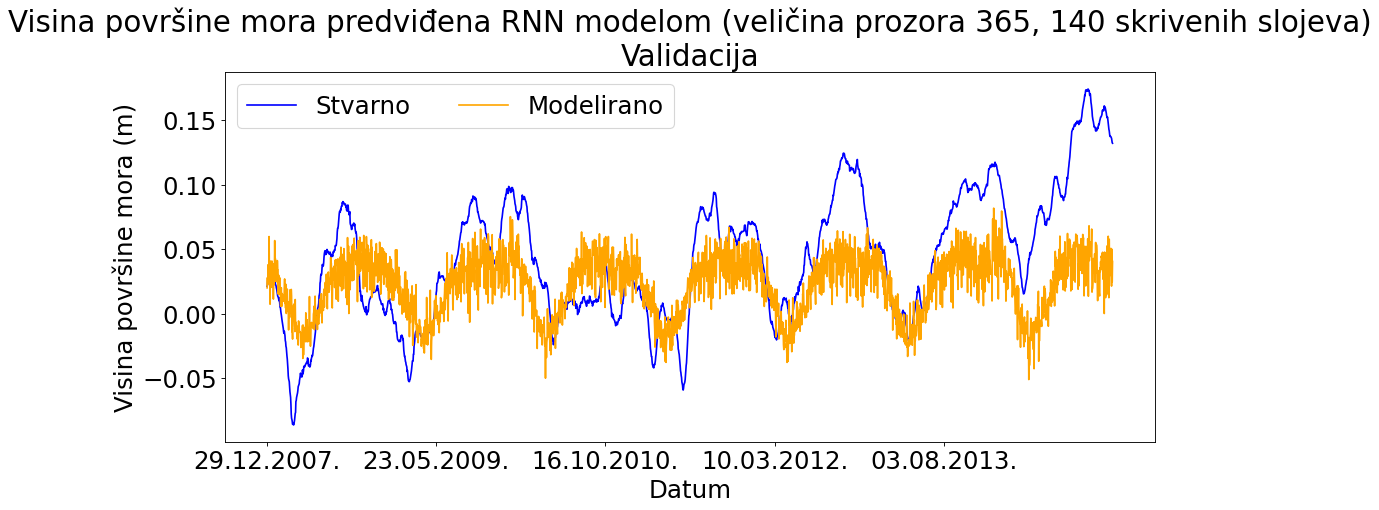 Visina površine mora predviđena RNN modelom (veličina prozora 365, 140 skrivenih slojeva)
Validacija
Stvarno Modelirano
Visina površine mora (m)
0.15
0.10
0.05
0.00
−0.05
29.12.2007. 23.05.2009. 16.10.2010. 10.03.2012. 03.08.2013.
Datum